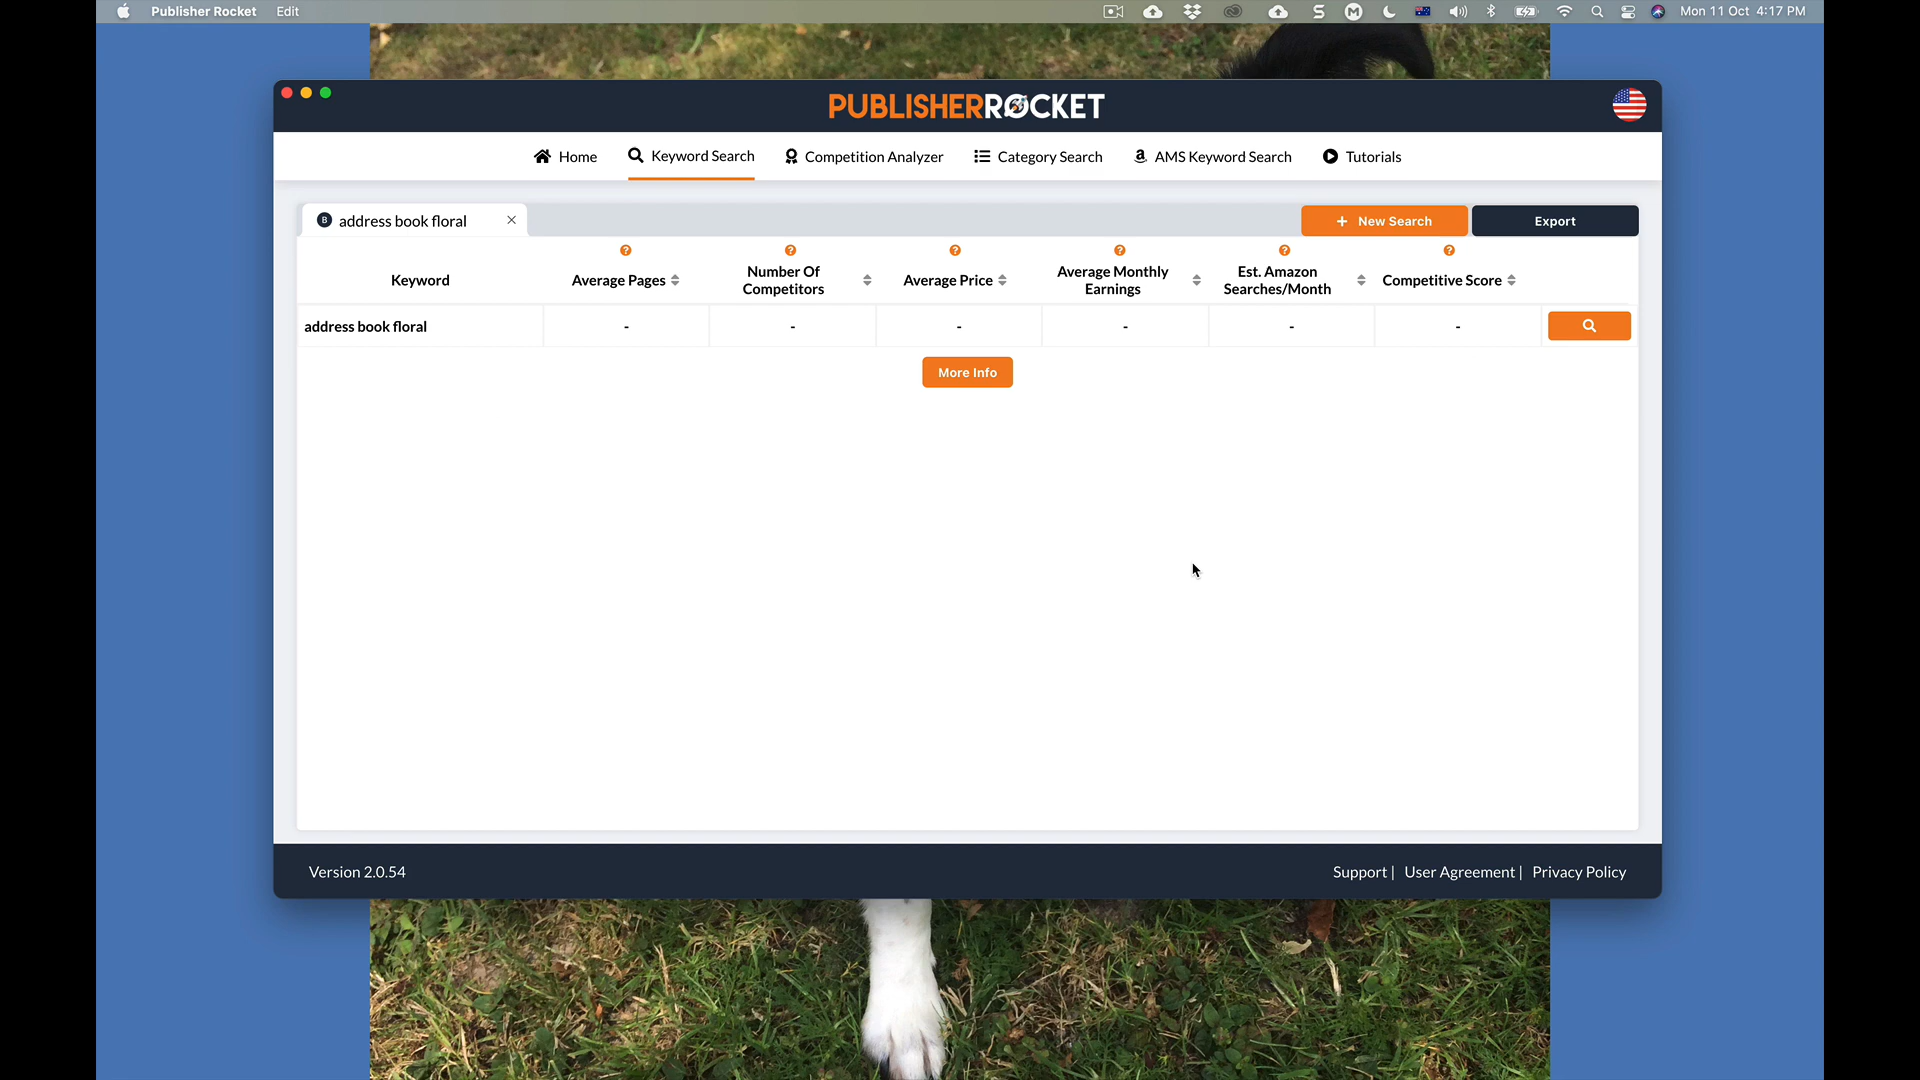 Publisher Rocket Edit Mon 11 Oct 4:17 PM
PUBLISHER ROCKET
Home Keyword Search Competition Analyzer Category Search AMS Keyword Search Tutorials
B address book floral + New Search Export
? ? ? ? ? ?
Keyword Average Pages Number Of Competitors Average Price Average Monthly Earnings Est. Amazon Searches/Month Competitive Score
address book floral - - - - - -
More Info
Version 2.0.54 Support | User Agreement | Privacy Policy